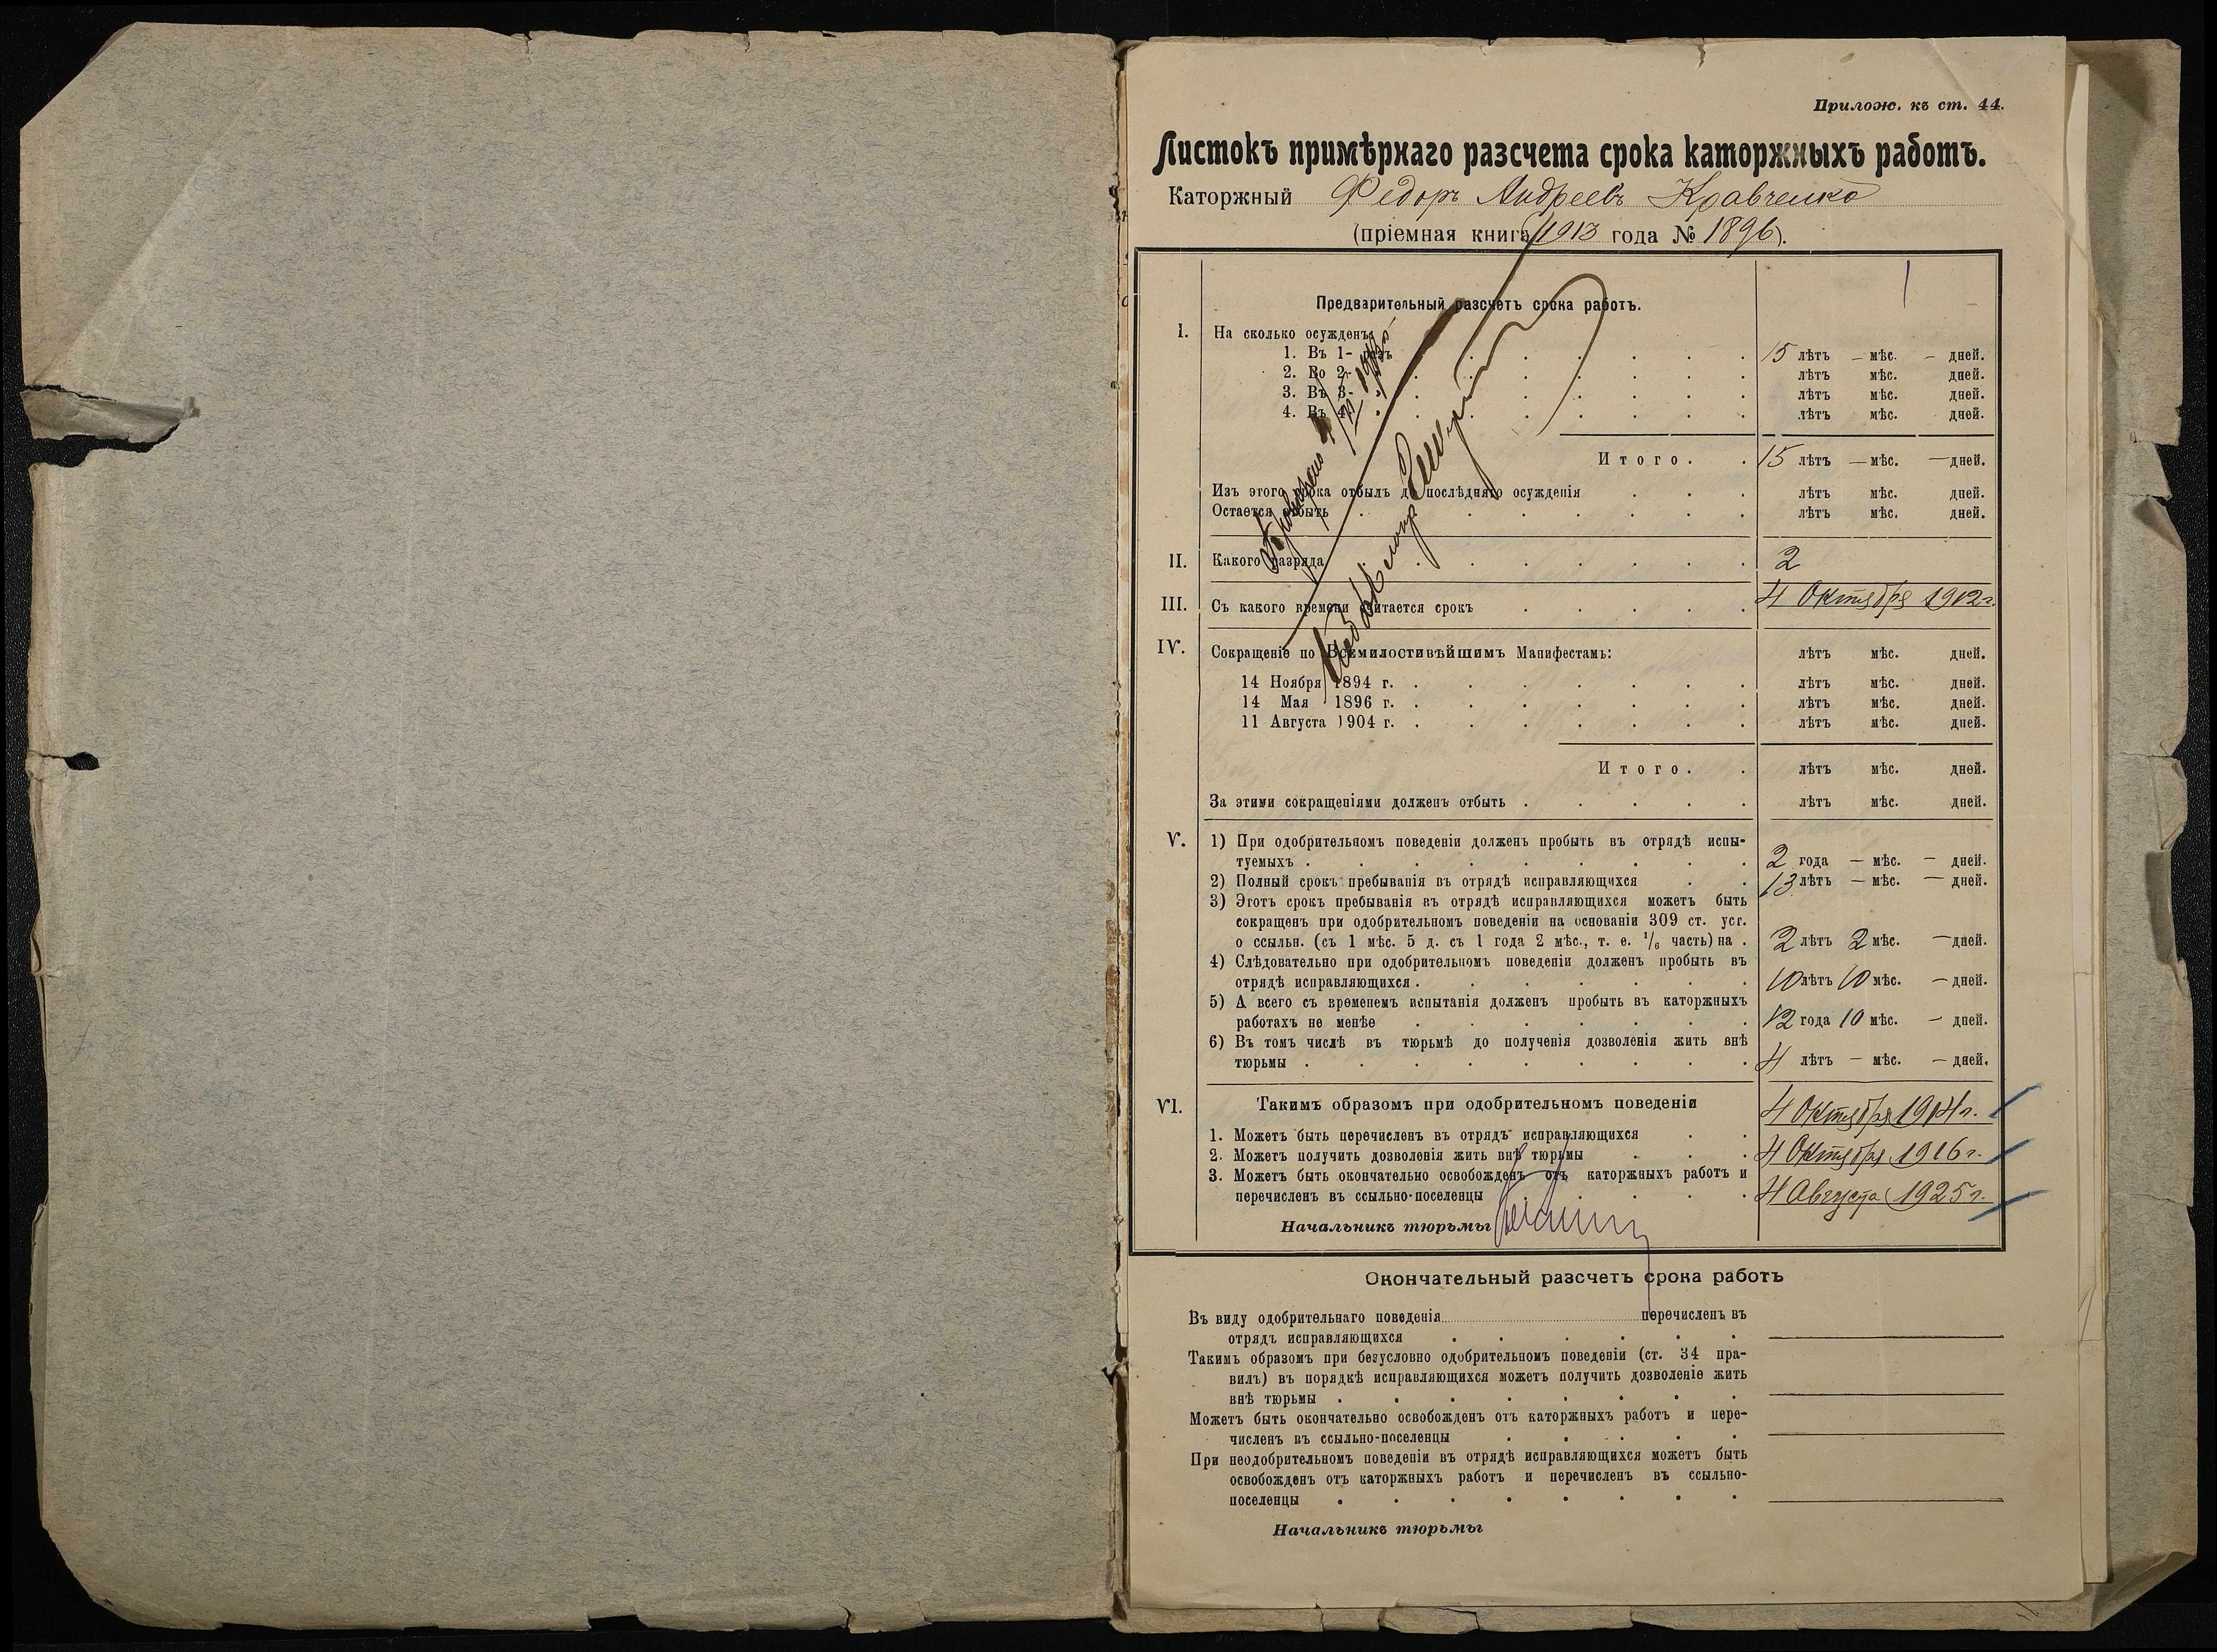 Прилож. къ ст. 44.
Листокъ примѣрнаго разсчета срока каторжныхъ работъ.
Каторжный Федоръ Андреевъ Кравченко
(пріемная книга 1913 года № 1896).
1
Предварительный разсчетъ срока работъ.
I. На сколько осужденъ:
1. Въ 1- разъ 15 лѣтъ — мѣс. — дней.
2. Во 2- „ лѣтъ мѣс. дней.
3. Въ 3- „ лѣтъ мѣс. дней.
4. Въ 4- „ лѣтъ мѣс. дней.
Итого. 15 лѣтъ — мѣс. — дней.
Изъ этого срока отбылъ до послѣдняго осужденія лѣтъ мѣс. дней.
Остается отбыть лѣтъ мѣс. дней.
II. Какого разряда 2
III. Съ какого времени считается срокъ 4 Октября 1912 г.
IV. Сокращеніе по Всемилостивѣйшимъ Манифестамъ: лѣтъ мѣс. дней.
14 Ноября 1894 г. лѣтъ мѣс. дней.
14 Мая 1896 г. лѣтъ мѣс. дней.
11 Августа 1904 г. лѣтъ мѣс. дней.
Итого. лѣтъ мѣс. дней.
За этими сокращеніями долженъ отбыть лѣтъ мѣс. дней.
V. 1) При одобрительномъ поведеніи долженъ пробыть въ отрядѣ испы-
туемыхъ 2 года — мѣс. — дней.
2) Полный срокъ пребыванія въ отрядѣ исправляющихся 13 лѣтъ — мѣс. — дней.
3) Этотъ срокъ пребыванія въ отрядѣ исправляющихся можетъ быть
сокращенъ при одобрительномъ поведеніи на основаніи 309 ст. уст.
о ссыльн. (съ 1 мѣс. 5 д. съ 1 года 2 мѣс., т. е. 1/6 часть) на 2 лѣтъ 2 мѣс. — дней.
4) Слѣдовательно при одобрительномъ поведеніи долженъ пробыть въ
отрядѣ исправляющихся 10 лѣтъ 10 мѣс. — дней.
5) А всего съ временемъ испытанія долженъ пробыть въ каторжныхъ
работахъ не менѣе 12 года 10 мѣс. — дней.
6) Въ томъ числѣ въ тюрьмѣ до полученія дозволенія жить внѣ
тюрьмы 4 лѣтъ — мѣс. — дней.
VI. Такимъ образомъ при одобрительномъ поведеніи
1. Можетъ быть перечисленъ въ отрядъ исправляющихся 4 Октября 1914 г.
2. Можетъ получить дозволенія жить внѣ тюрьмы 4 Октября 1916 г.
3. Можетъ быть окончательно освобожденъ отъ каторжныхъ работъ и
перечисленъ въ ссыльно-поселенцы 4 Августа 1925 г.
Начальникъ тюрьмы
Окончательный разсчетъ срока работъ
Въ виду одобрительнаго поведенія перечисленъ въ
отрядъ исправляющихся
Такимъ образомъ при безусловно одобрительномъ поведеніи (ст. 34 пра-
вилъ) въ порядкѣ исправляющихся можетъ получить дозволеніе жить
внѣ тюрьмы
Можетъ быть окончательно освобожденъ отъ каторжныхъ работъ и пере-
численъ въ ссыльно-поселенцы
При неодобрительномъ поведеніи въ отрядѣ исправляющихся можетъ быть
освобожденъ отъ каторжныхъ работъ и перечисленъ въ ссыльно-
поселенцы
Начальникъ тюрьмы